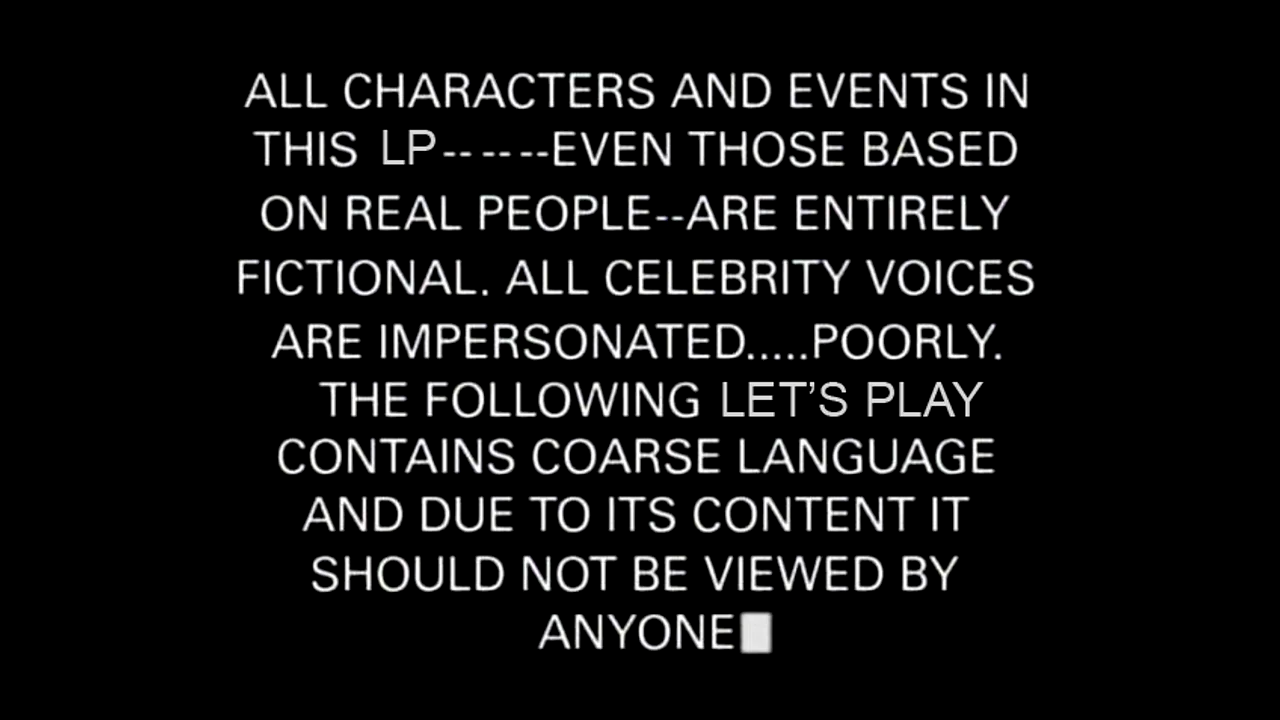 ALL CHARACTERS AND EVENTS IN
THIS LP-- -- --EVEN THOSE BASED
ON REAL PEOPLE--ARE ENTIRELY
FICTIONAL. ALL CELEBRITY VOICES
ARE IMPERSONATED.....POORLY.
THE FOLLOWING LET’S PLAY
CONTAINS COARSE LANGUAGE
AND DUE TO ITS CONTENT IT
SHOULD NOT BE VIEWED BY
ANYONE